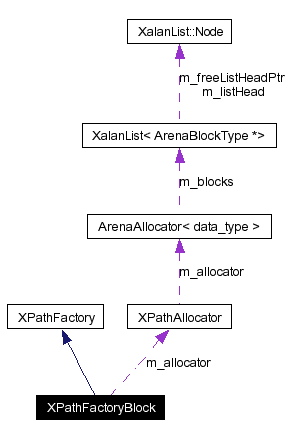 XalanList::Node
m_freeListHeadPtr
m_listHead
XalanList< ArenaBlockType *>
m_blocks
ArenaAllocator< data_type >
m_allocator
XPathFactory
XPathAllocator
m_allocator
XPathFactoryBlock